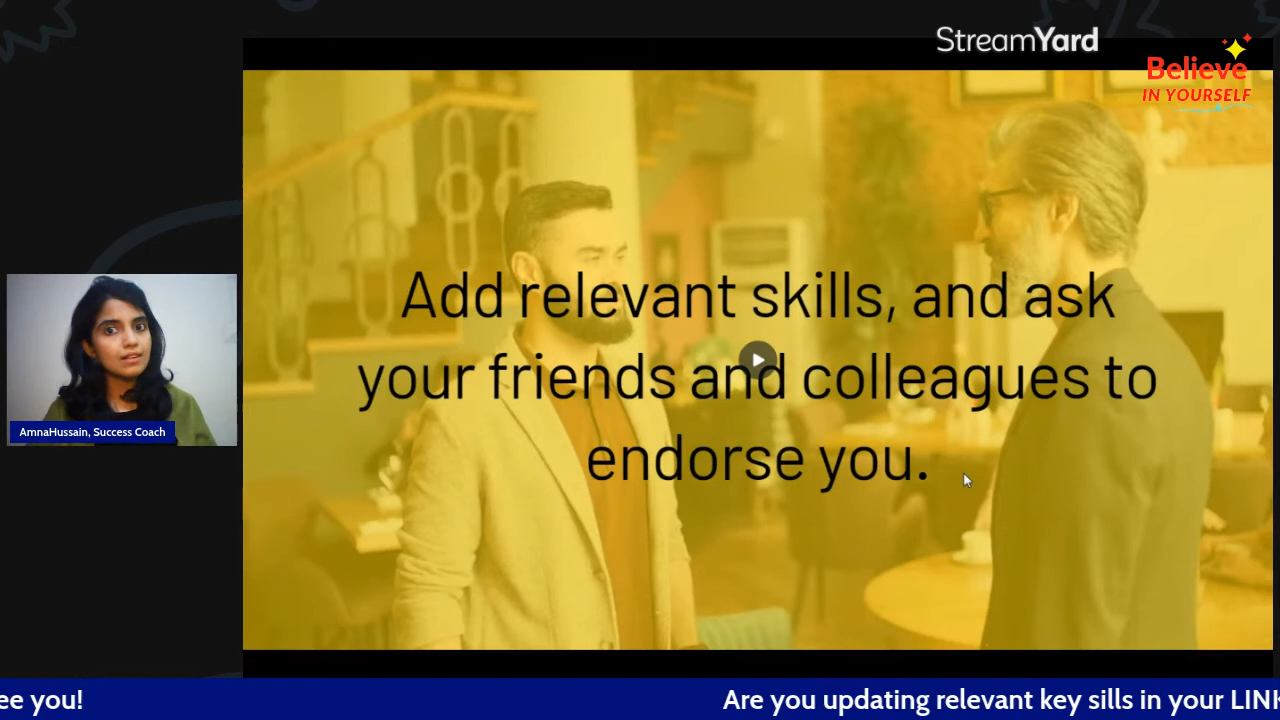 StreamYard
Believe
IN YOURSELF
Add relevant skills, and ask
your friends and colleagues to
endorse you.
AmnaHussain, Success Coach
ee you!
Are you updating relevant key sills in your LINK